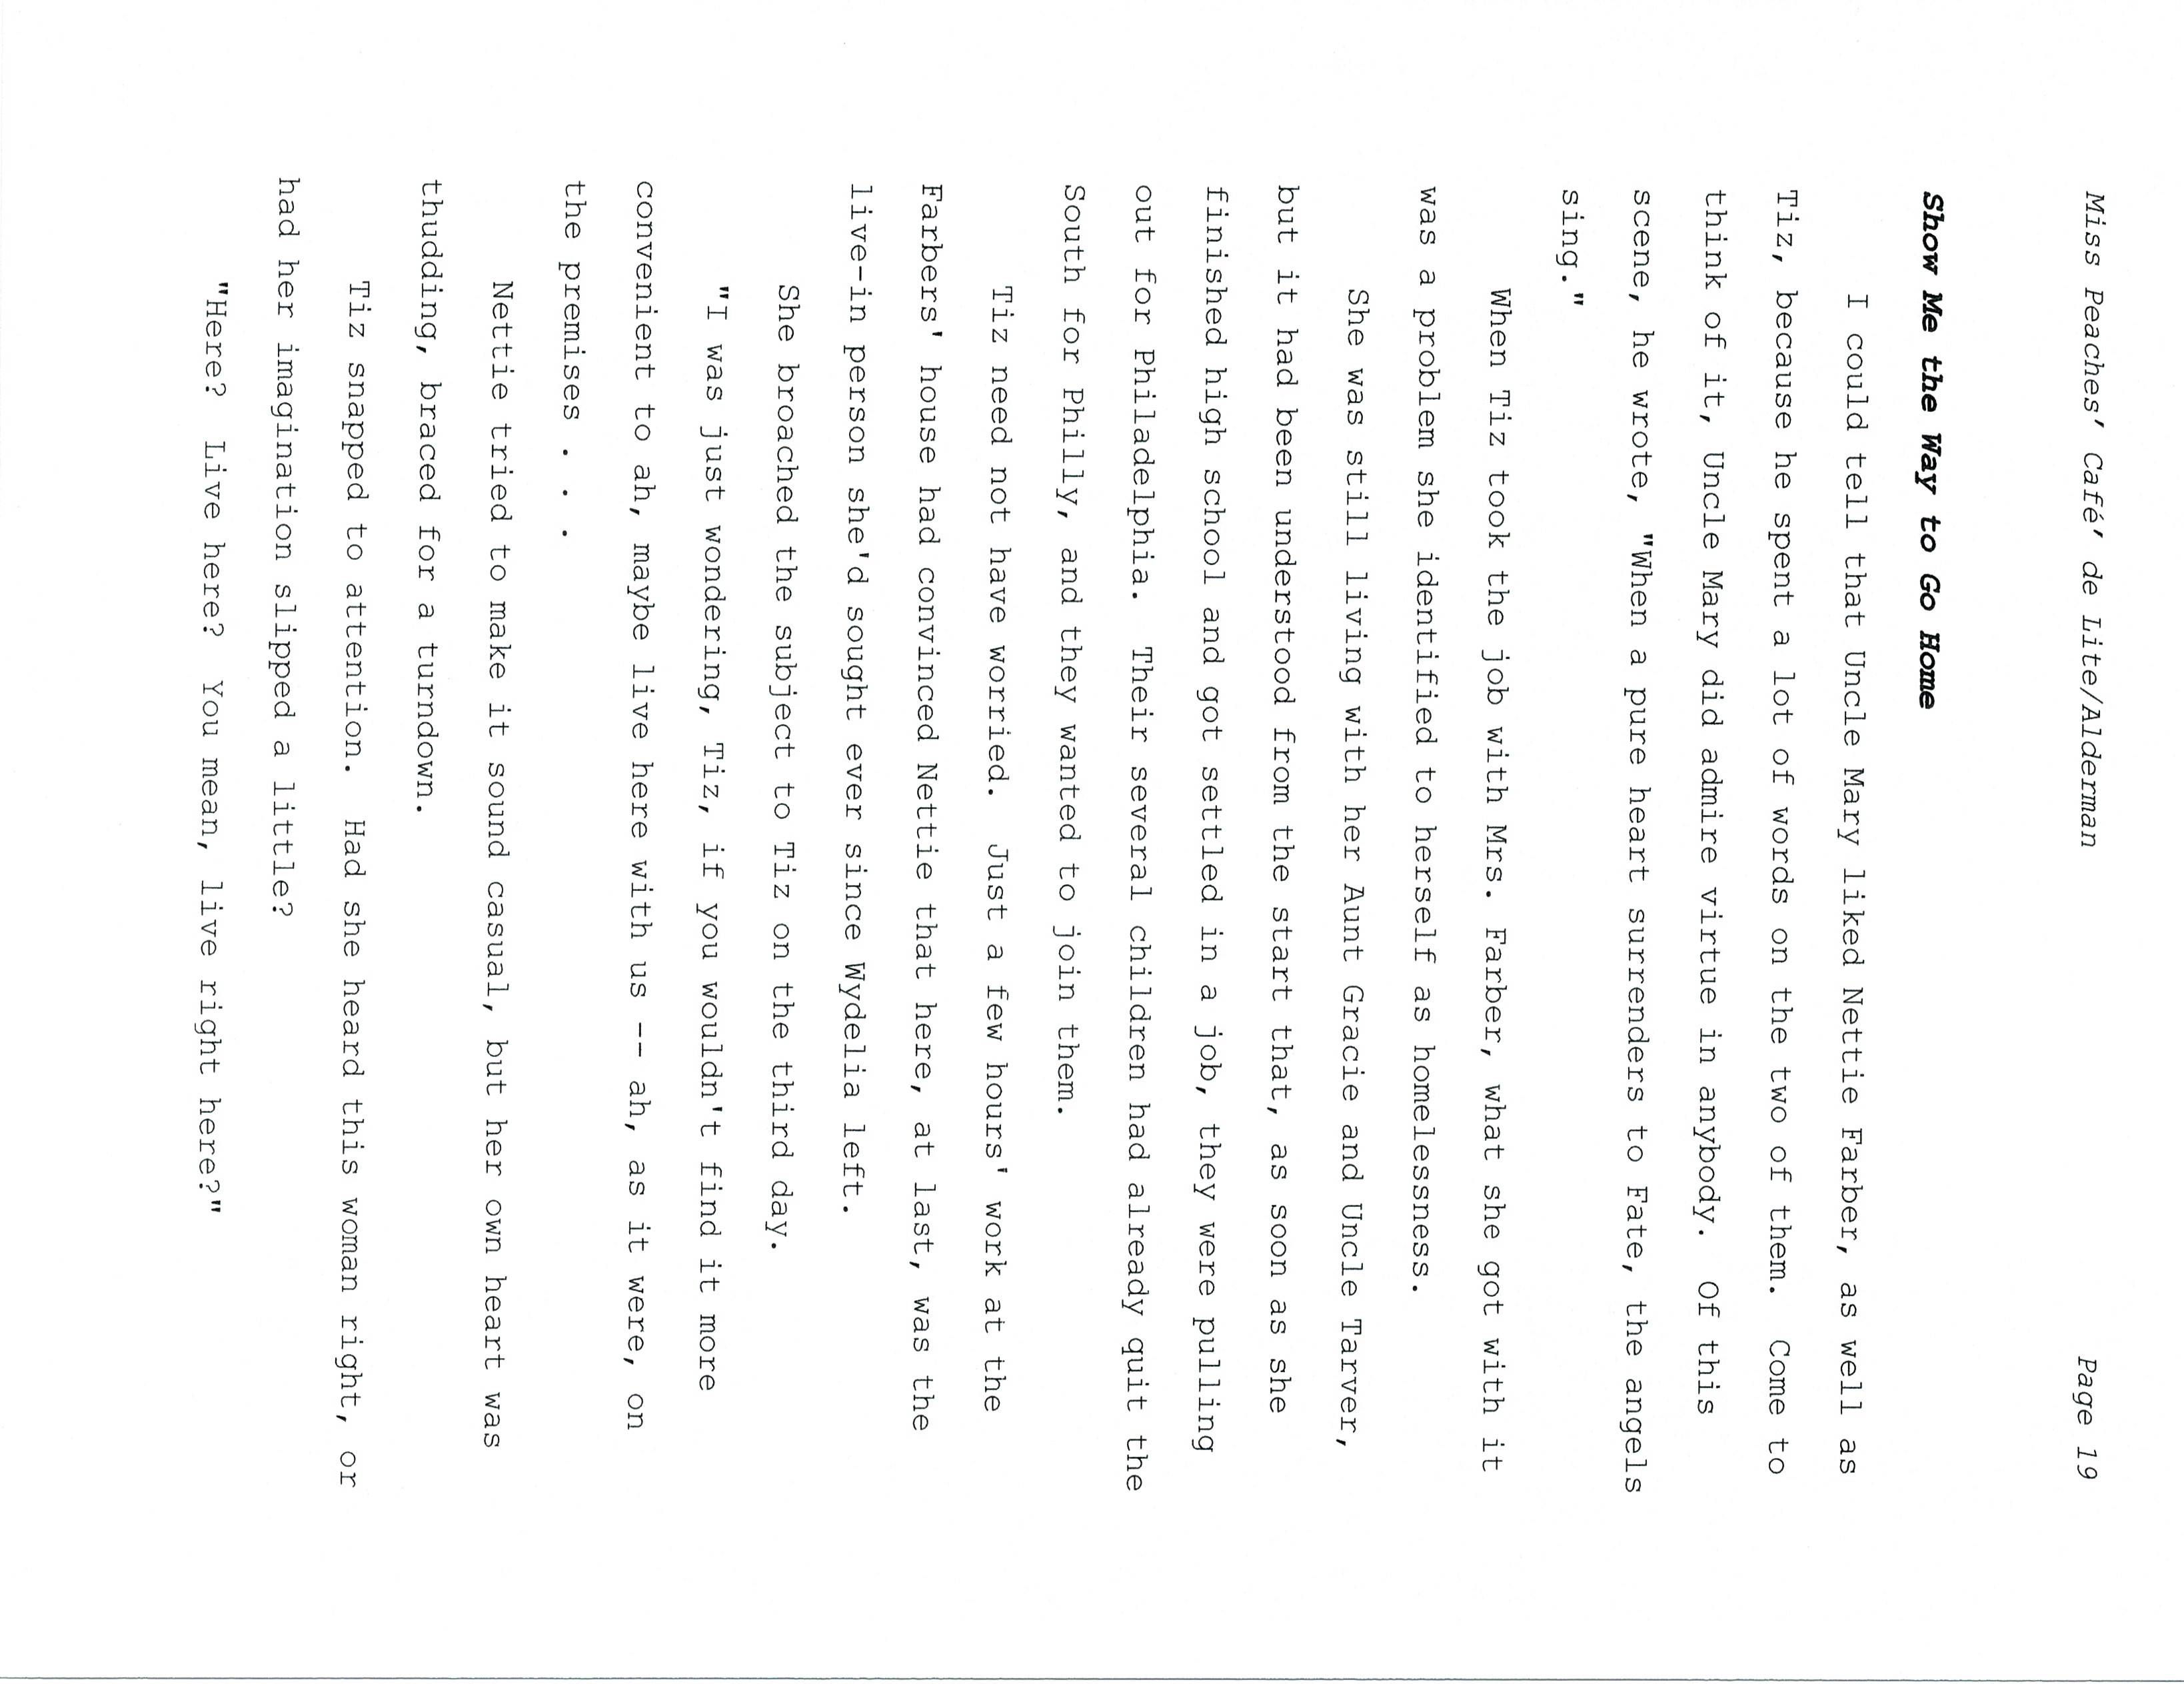 Miss Peaches' Café' de Lite/Alderman Page 19
Show Me the Way to Go Home
I could tell that Uncle Mary liked Nettie Farber, as well as
Tiz, because he spent a lot of words on the two of them.  Come to
think of it, Uncle Mary did admire virtue in anybody.  Of this
scene, he wrote, "When a pure heart surrenders to Fate, the angels
sing."
When Tiz took the job with Mrs. Farber, what she got with it
was a problem she identified to herself as homelessness.
She was still living with her Aunt Gracie and Uncle Tarver,
but it had been understood from the start that, as soon as she
finished high school and got settled in a job, they were pulling
out for Philadelphia.  Their several children had already quit the
South for Philly, and they wanted to join them.
Tiz need not have worried.  Just a few hours' work at the
Farbers' house had convinced Nettie that here, at last, was the
live-in person she'd sought ever since Wydelia left.
She broached the subject to Tiz on the third day.
"I was just wondering, Tiz, if you wouldn't find it more
convenient to ah, maybe live here with us -- ah, as it were, on
the premises . . .
Nettie tried to make it sound casual, but her own heart was
thudding, braced for a turndown.
Tiz snapped to attention.  Had she heard this woman right, or
had her imagination slipped a little?
"Here?  Live here?  You mean, live right here?"